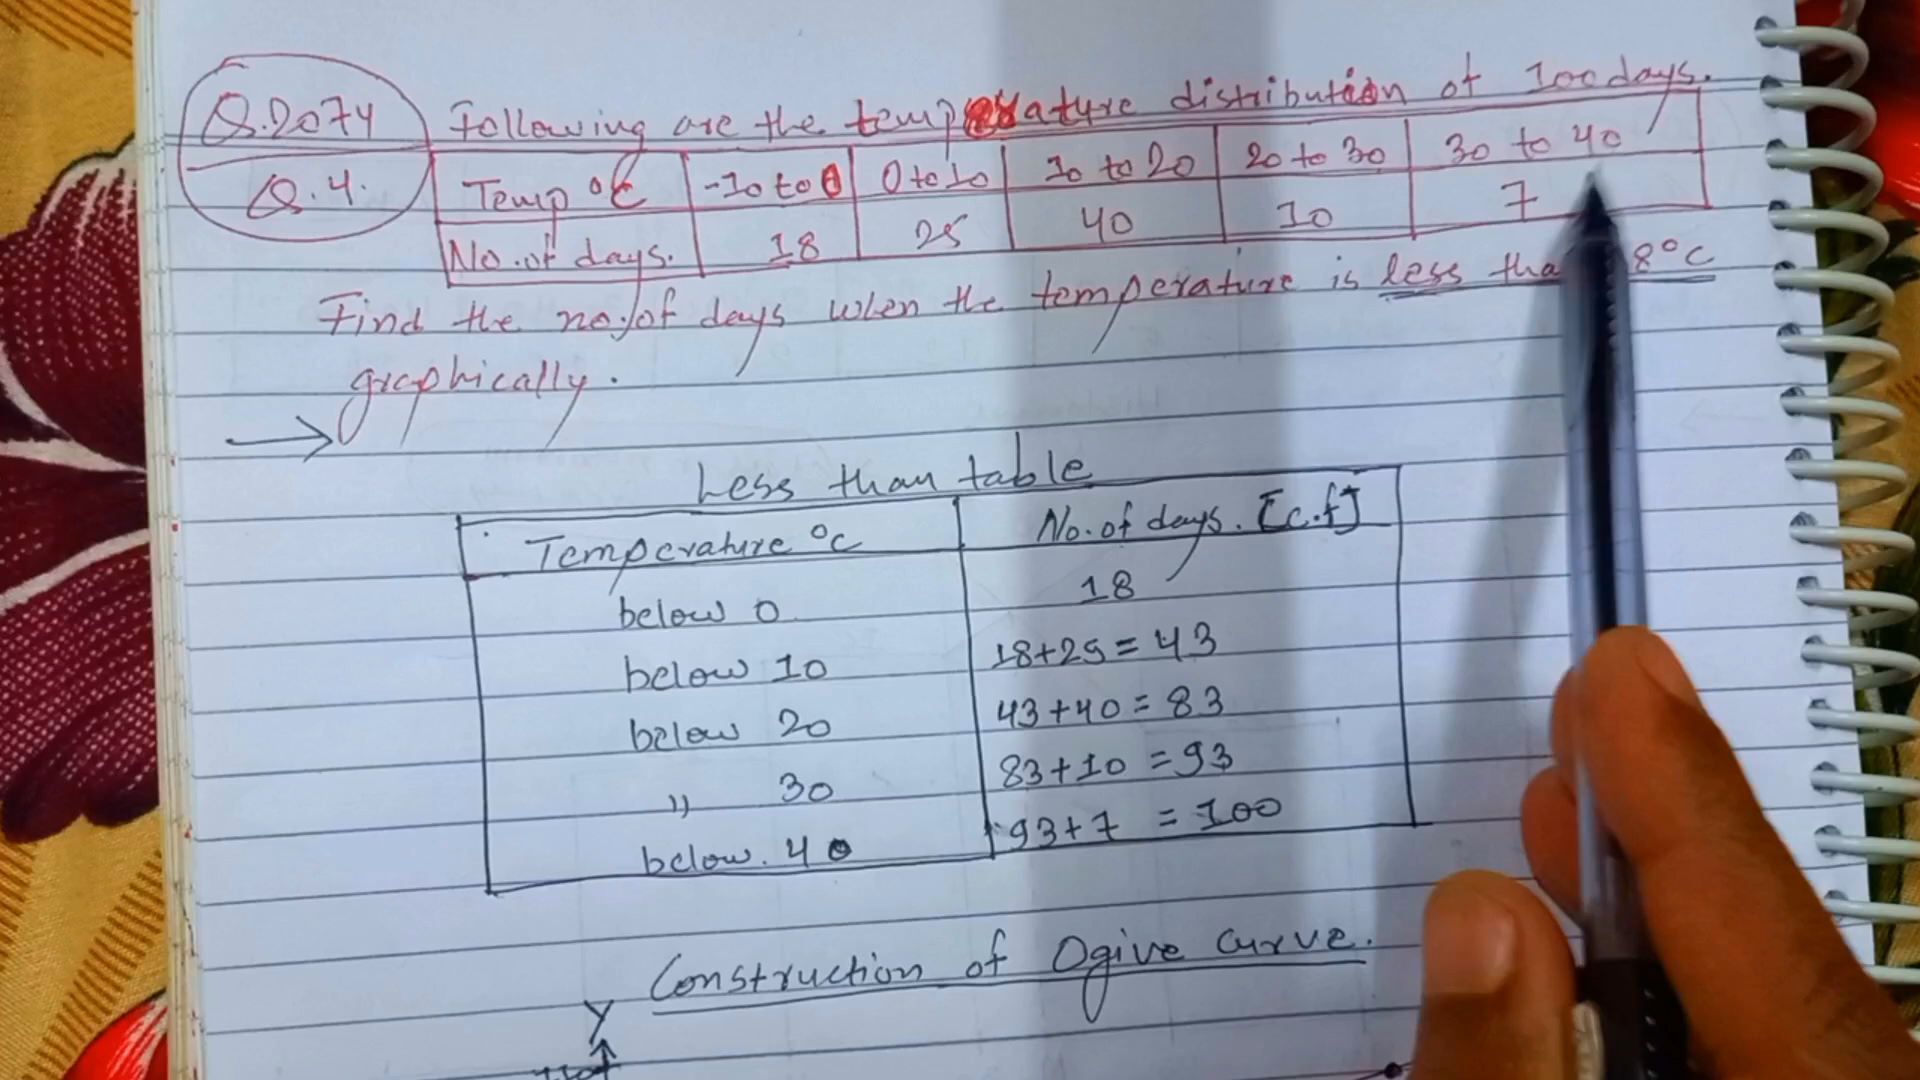 Q.2074
Q.4.
Following are the temperature distribution of 100 days.
Temp °C -10 to 0 0 to 10 10 to 20 20 to 30 30 to 40
No. of days. 18 25 40 10 7
Find the no. of days when the temperature is less 8°C
graphically.
Less than table
Temperature °C No. of days. [c.f]
below 0 18
below 10 18+25=43
below 20 43+40=83
" 30 83+10=93
below. 40 93+7=100
Construction of Ogive Curve.
Y